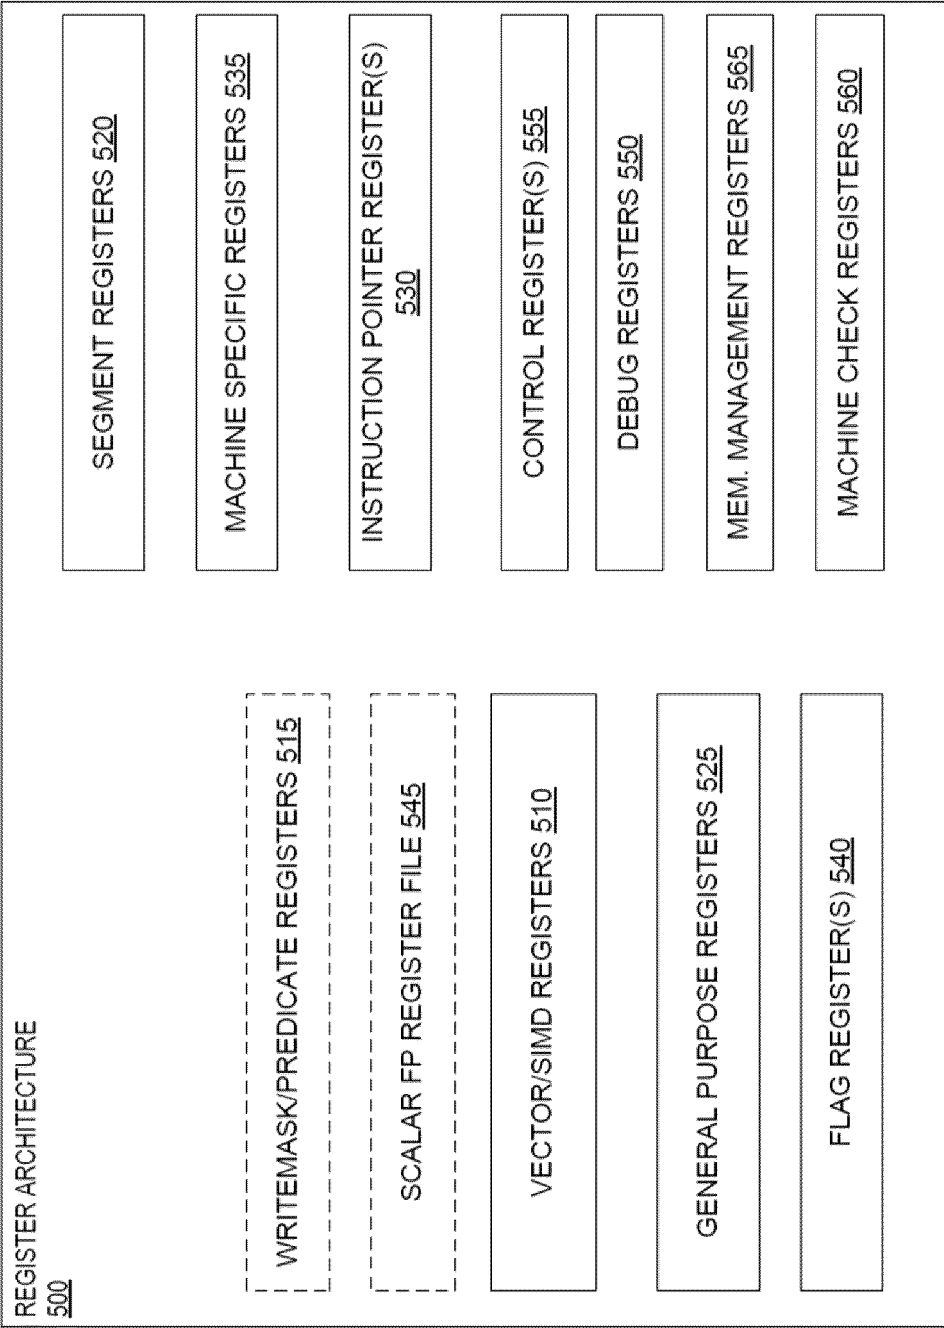 REGISTER ARCHITECTURE
500
WRITEMASK/PREDICATE REGISTERS 515
SCALAR FP REGISTER FILE 545
VECTOR/SIMD REGISTERS 510
GENERAL PURPOSE REGISTERS 525
FLAG REGISTER(S) 540
SEGMENT REGISTERS 520
MACHINE SPECIFIC REGISTERS 535
INSTRUCTION POINTER REGISTER(S)
530
CONTROL REGISTER(S) 555
DEBUG REGISTERS 550
MEM. MANAGEMENT REGISTERS 565
MACHINE CHECK REGISTERS 560